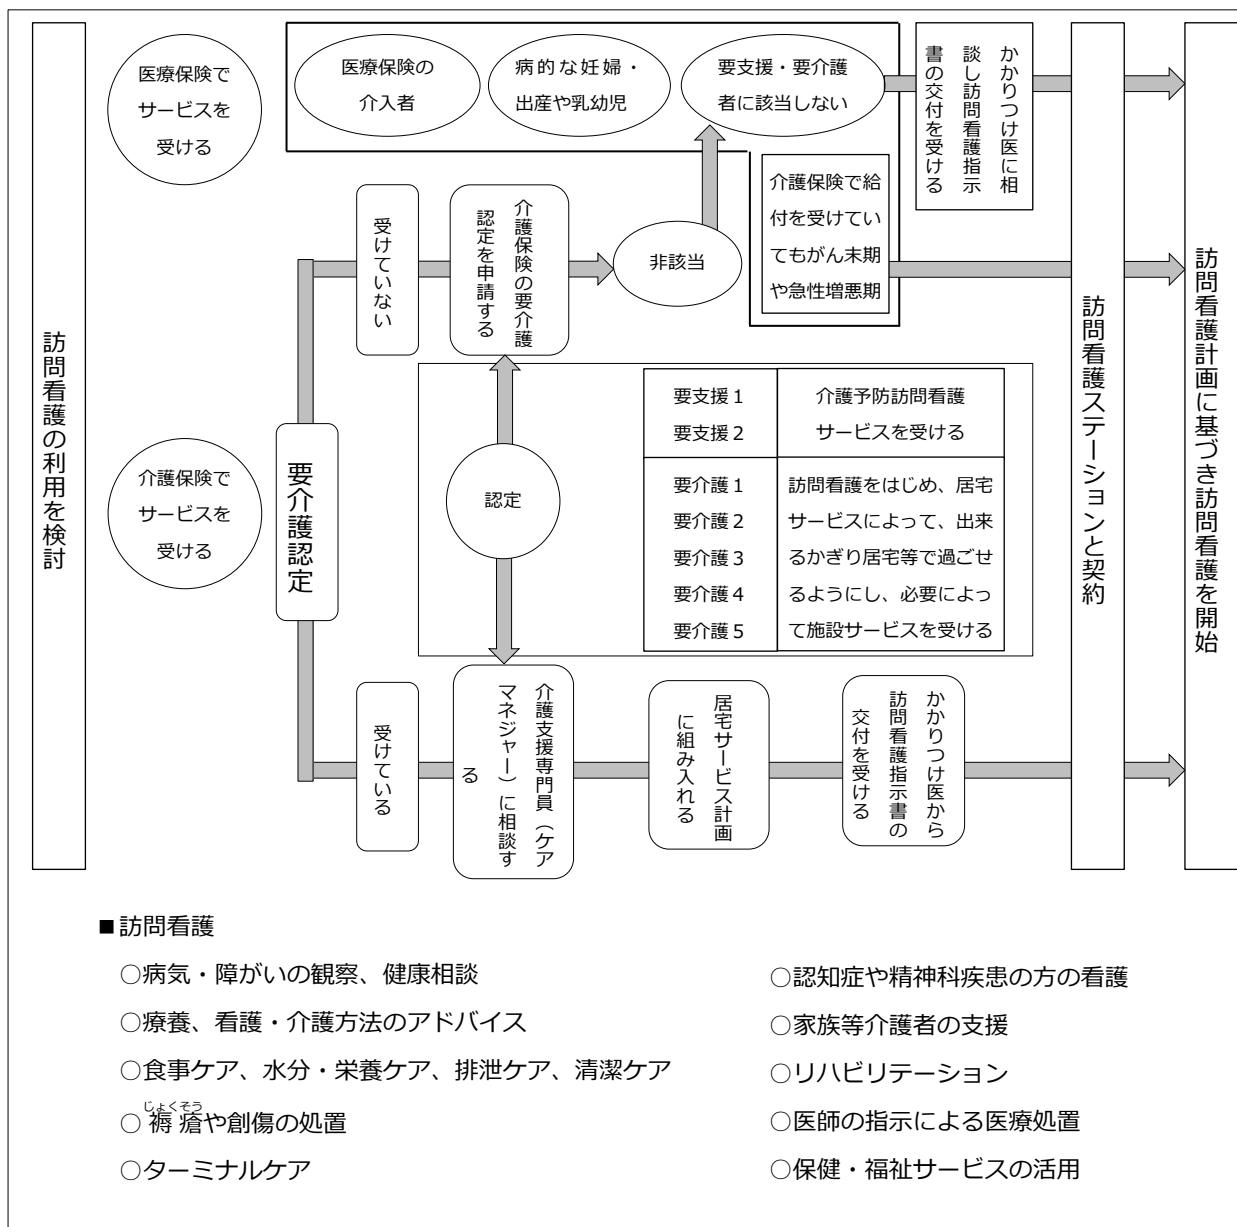 訪問看護の利用を検討
医療保険で
サービスを
受ける
医療保険の
介入者
病的な妊婦・
出産や乳幼児
要支援・要介護
者に該当しない
かかりつけ医に相
談し訪問看護指示
書の交付を受ける
介護保険で給
付を受けてい
てもがん末期
や急性増悪期
受けていない
介護保険の要介護
認定を申請する
非該当
介護保険で
サービスを
受ける
要介護認定
認定
要支援1
要支援2
介護予防訪問看護
サービスを受ける
要介護1
要介護2
要介護3
要介護4
要介護5
訪問看護をはじめ、居宅
サービスによって、出来
るかぎり居宅等で過ごせ
るようにし、必要によっ
て施設サービスを受ける
受けている
介護支援専門員（ケア
マネジャー）に相談す
る
居宅サービス計画
に組み入れる
かかりつけ医から
訪問看護指示書の
交付を受ける
訪問看護ステーションと契約
訪問看護計画に基づき訪問看護を開始
■訪問看護
○病気・障がいの観察、健康相談
○療養、看護・介護方法のアドバイス
○食事ケア、水分・栄養ケア、排泄ケア、清潔ケア
じょくそう
○褥瘡や創傷の処置
○ターミナルケア
○認知症や精神科疾患の方の看護
○家族等介護者の支援
○リハビリテーション
○医師の指示による医療処置
○保健・福祉サービスの活用